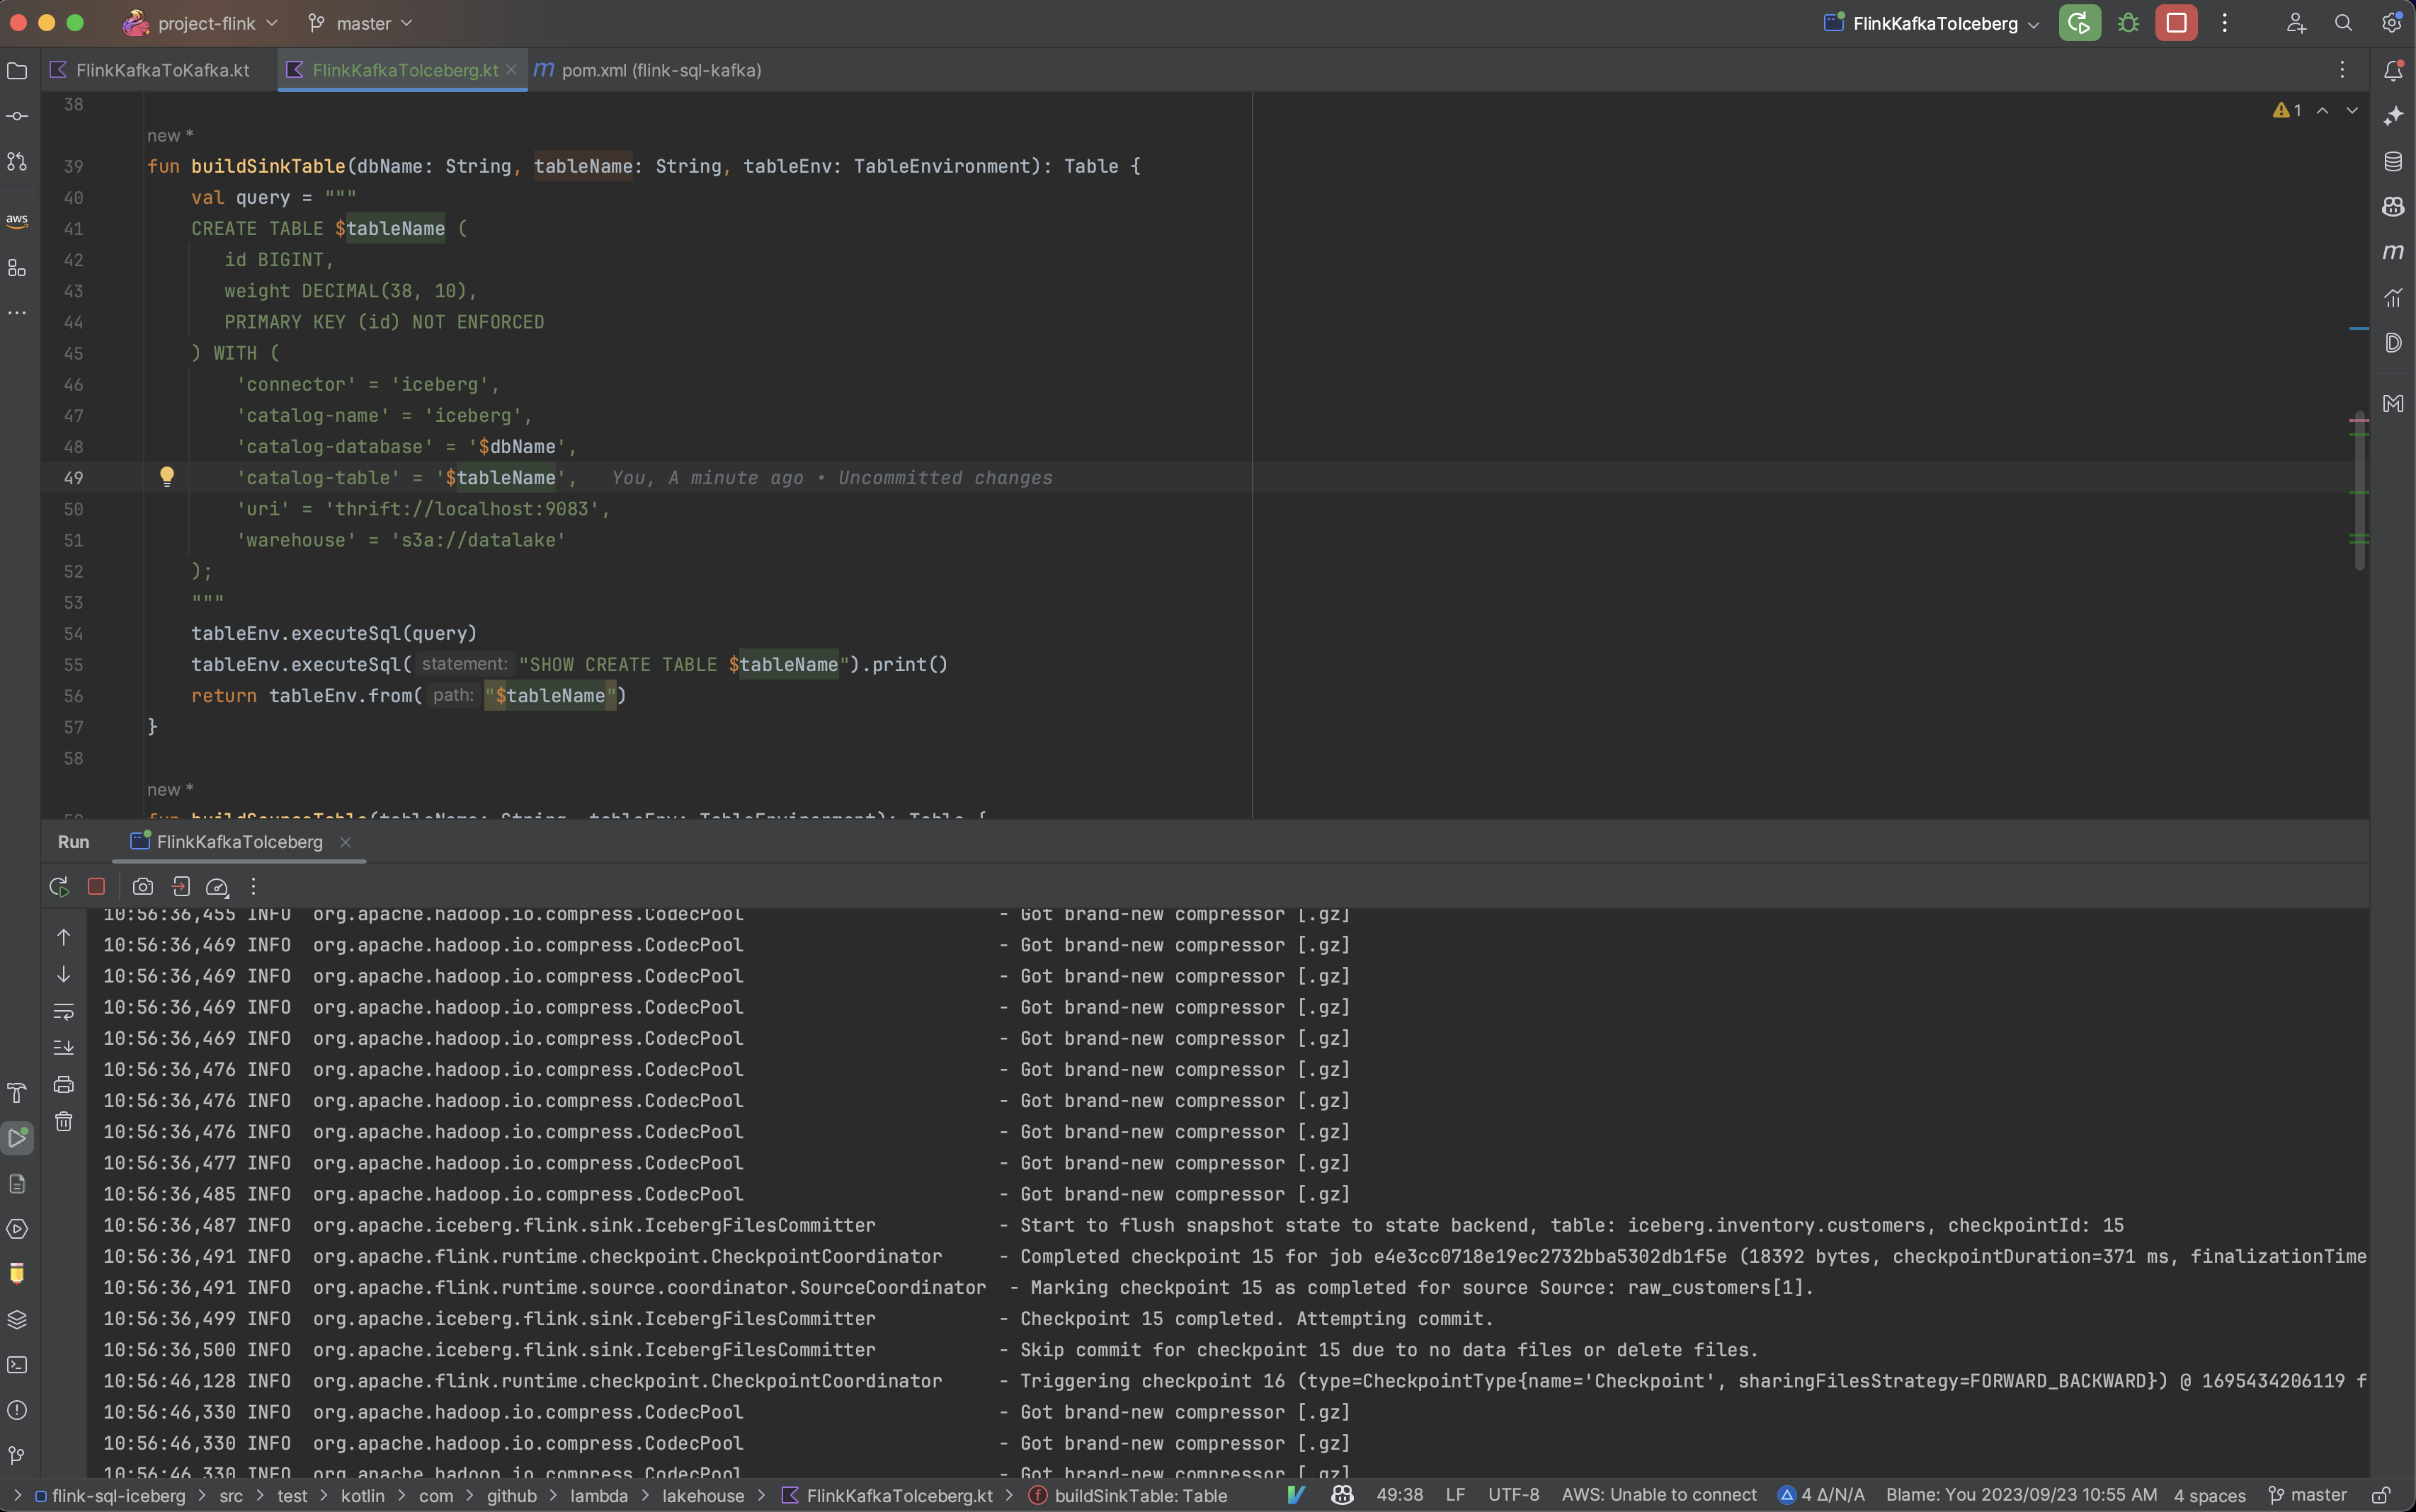 project-flink
master
FlinkKafkaToIceberg
FlinkKafkaToKafka.kt
FlinkKafkaToIceberg.kt
m pom.xml (flink-sql-kafka)
aws
1
38
new *
39 fun buildSinkTable(dbName: String, tableName: String, tableEnv: TableEnvironment): Table {
40 val query = """
41 CREATE TABLE $tableName (
42 id BIGINT,
43 weight DECIMAL(38, 10),
44 PRIMARY KEY (id) NOT ENFORCED
45 ) WITH (
46 'connector' = 'iceberg',
47 'catalog-name' = 'iceberg',
48 'catalog-database' = '$dbName',
49 'catalog-table' = '$tableName', You, A minute ago • Uncommitted changes
50 'uri' = 'thrift://localhost:9083',
51 'warehouse' = 's3a://datalake'
52 );
53 """
54 tableEnv.executeSql(query)
55 tableEnv.executeSql( statement: "SHOW CREATE TABLE $tableName").print()
56 return tableEnv.from( path: "$tableName")
57 }
58
new *
fun buildSourceTable(tableName: String, tableEnv: TableEnvironment): Table {
Run
FlinkKafkaToIceberg
10:56:36,455 INFO org.apache.hadoop.io.compress.CodecPool - Got brand-new compressor [.gz]
10:56:36,469 INFO org.apache.hadoop.io.compress.CodecPool - Got brand-new compressor [.gz]
10:56:36,469 INFO org.apache.hadoop.io.compress.CodecPool - Got brand-new compressor [.gz]
10:56:36,469 INFO org.apache.hadoop.io.compress.CodecPool - Got brand-new compressor [.gz]
10:56:36,469 INFO org.apache.hadoop.io.compress.CodecPool - Got brand-new compressor [.gz]
10:56:36,476 INFO org.apache.hadoop.io.compress.CodecPool - Got brand-new compressor [.gz]
10:56:36,476 INFO org.apache.hadoop.io.compress.CodecPool - Got brand-new compressor [.gz]
10:56:36,476 INFO org.apache.hadoop.io.compress.CodecPool - Got brand-new compressor [.gz]
10:56:36,477 INFO org.apache.hadoop.io.compress.CodecPool - Got brand-new compressor [.gz]
10:56:36,485 INFO org.apache.hadoop.io.compress.CodecPool - Got brand-new compressor [.gz]
10:56:36,487 INFO org.apache.iceberg.flink.sink.IcebergFilesCommitter - Start to flush snapshot state to state backend, table: iceberg.inventory.customers, checkpointId: 15
10:56:36,491 INFO org.apache.flink.runtime.checkpoint.CheckpointCoordinator - Completed checkpoint 15 for job e4e3cc0718e19ec2732bba5302db1f5e (18392 bytes, checkpointDuration=371 ms, finalizationTime
10:56:36,491 INFO org.apache.flink.runtime.source.coordinator.SourceCoordinator - Marking checkpoint 15 as completed for source Source: raw_customers[1].
10:56:36,499 INFO org.apache.iceberg.flink.sink.IcebergFilesCommitter - Checkpoint 15 completed. Attempting commit.
10:56:36,500 INFO org.apache.iceberg.flink.sink.IcebergFilesCommitter - Skip commit for checkpoint 15 due to no data files or delete files.
10:56:46,128 INFO org.apache.flink.runtime.checkpoint.CheckpointCoordinator - Triggering checkpoint 16 (type=CheckpointType{name='Checkpoint', sharingFilesStrategy=FORWARD_BACKWARD}) @ 1695434206119 f
10:56:46,330 INFO org.apache.hadoop.io.compress.CodecPool - Got brand-new compressor [.gz]
10:56:46,330 INFO org.apache.hadoop.io.compress.CodecPool - Got brand-new compressor [.gz]
10:56:46,330 INFO org.apache.hadoop.io.compress.CodecPool - Got brand-new compressor [.gz]
flink-sql-iceberg > src > test > kotlin > com > github > lambda > lakehouse > FlinkKafkaToIceberg.kt > buildSinkTable: Table 49:38 LF UTF-8 AWS: Unable to connect 4 Δ/N/A Blame: You 2023/09/23 10:55 AM 4 spaces master